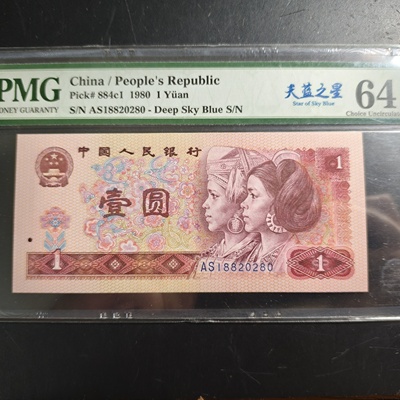 PMG
MONEY GUARANTY
China / People's Republic
Pick# 884c1 1980 1 Yüan
S/N AS18820280 - Deep Sky Blue S/N
天蓝之星
Star of Sky Blue
64
Choice Uncirculated
中国人民银行
壹圆
1
AS18820280
1
1